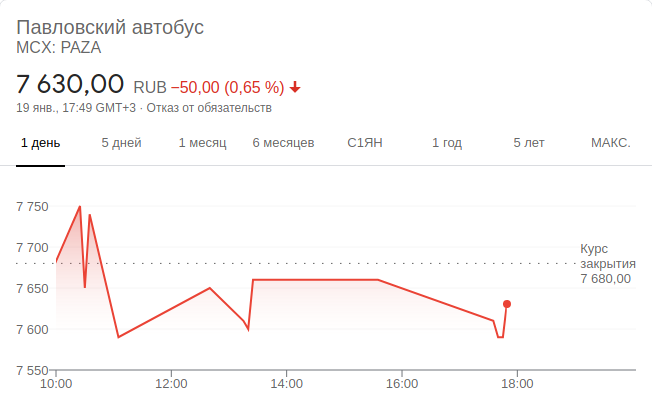 Павловский автобус
MCX: PAZA
7 630,00 RUB −50,00 (0,65 %)
19 янв., 17:49 GMT+3 · Отказ от обязательств
1 день 5 дней 1 месяц 6 месяцев С1ЯН 1 год 5 лет МАКС.
7 750
7 700
7 650
7 600
7 550
Курс
закрытия
7 680,00
10:00 12:00 14:00 16:00 18:00